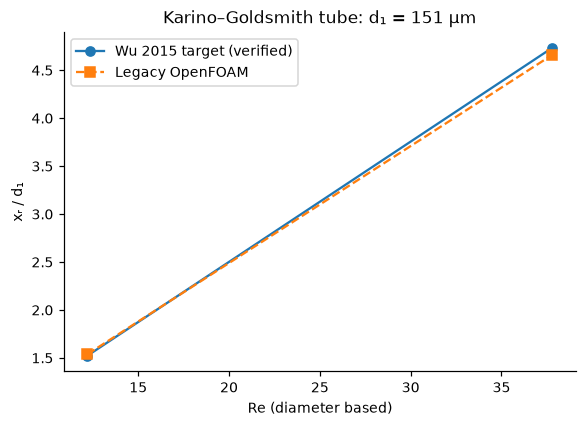 Karino–Goldsmith tube: d₁ = 151 μm
Wu 2015 target (verified)
Legacy OpenFOAM
4.5
4.0
3.5
3.0
2.5
2.0
1.5
xᵣ / d₁
15
20
25
30
35
Re (diameter based)